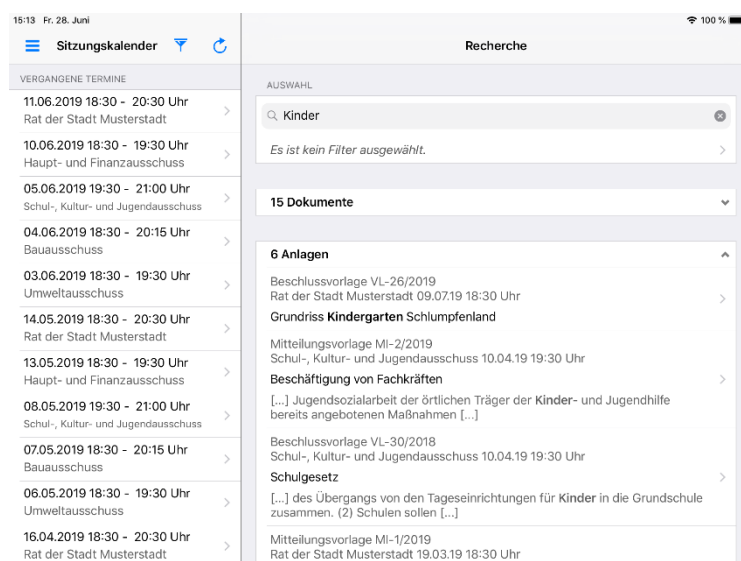 15:13 Fr. 28. Juni
100 %
Sitzungskalender
VERGANGENE TERMINE
11.06.2019 18:30 - 20:30 Uhr
Rat der Stadt Musterstadt
10.06.2019 18:30 - 19:30 Uhr
Haupt- und Finanzausschuss
05.06.2019 19:30 - 21:00 Uhr
Schul-, Kultur- und Jugendausschuss
04.06.2019 18:30 - 20:15 Uhr
Bauausschuss
03.06.2019 18:30 - 19:30 Uhr
Umweltausschuss
14.05.2019 18:30 - 20:30 Uhr
Rat der Stadt Musterstadt
13.05.2019 18:30 - 19:30 Uhr
Haupt- und Finanzausschuss
08.05.2019 19:30 - 21:00 Uhr
Schul-, Kultur- und Jugendausschuss
07.05.2019 18:30 - 20:15 Uhr
Bauausschuss
06.05.2019 18:30 - 19:30 Uhr
Umweltausschuss
16.04.2019 18:30 - 20:30 Uhr
Rat der Stadt Musterstadt
Recherche
AUSWAHL
Kinder
Es ist kein Filter ausgewählt.
15 Dokumente
6 Anlagen
Beschlussvorlage VL-26/2019
Rat der Stadt Musterstadt 09.07.19 18:30 Uhr
Grundriss Kindergarten Schlumpfenland
Mitteilungsvorlage MI-2/2019
Schul-, Kultur- und Jugendausschuss 10.04.19 19:30 Uhr
Beschäftigung von Fachkräften
[...] Jugendsozialarbeit der örtlichen Träger der Kinder- und Jugendhilfe
bereits angebotenen Maßnahmen [...]
Beschlussvorlage VL-30/2018
Schul-, Kultur- und Jugendausschuss 10.04.19 19:30 Uhr
Schulgesetz
[...] des Übergangs von den Tageseinrichtungen für Kinder in die Grundschule
zusammen. (2) Schulen sollen [...]
Mitteilungsvorlage MI-1/2019
Rat der Stadt Musterstadt 19.03.19 18:30 Uhr